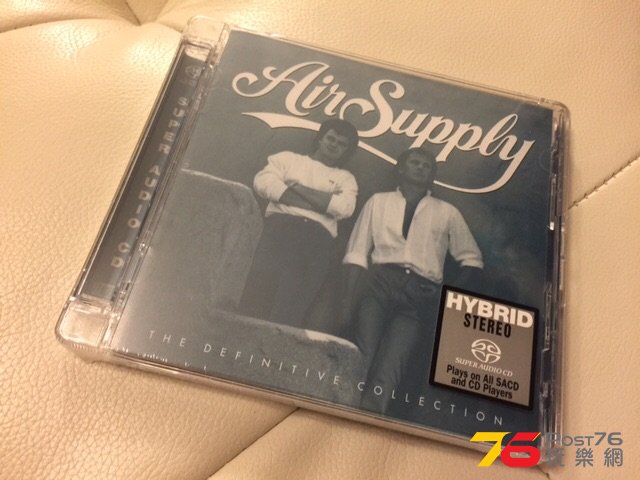 Air Supply
SUPER AUDIO CD
THE DEFINITIVE COLLECTION
HYBRID
STEREO
SUPER AUDIO CD
Plays on All SACD
and CD Players
76
Post76
玩樂網